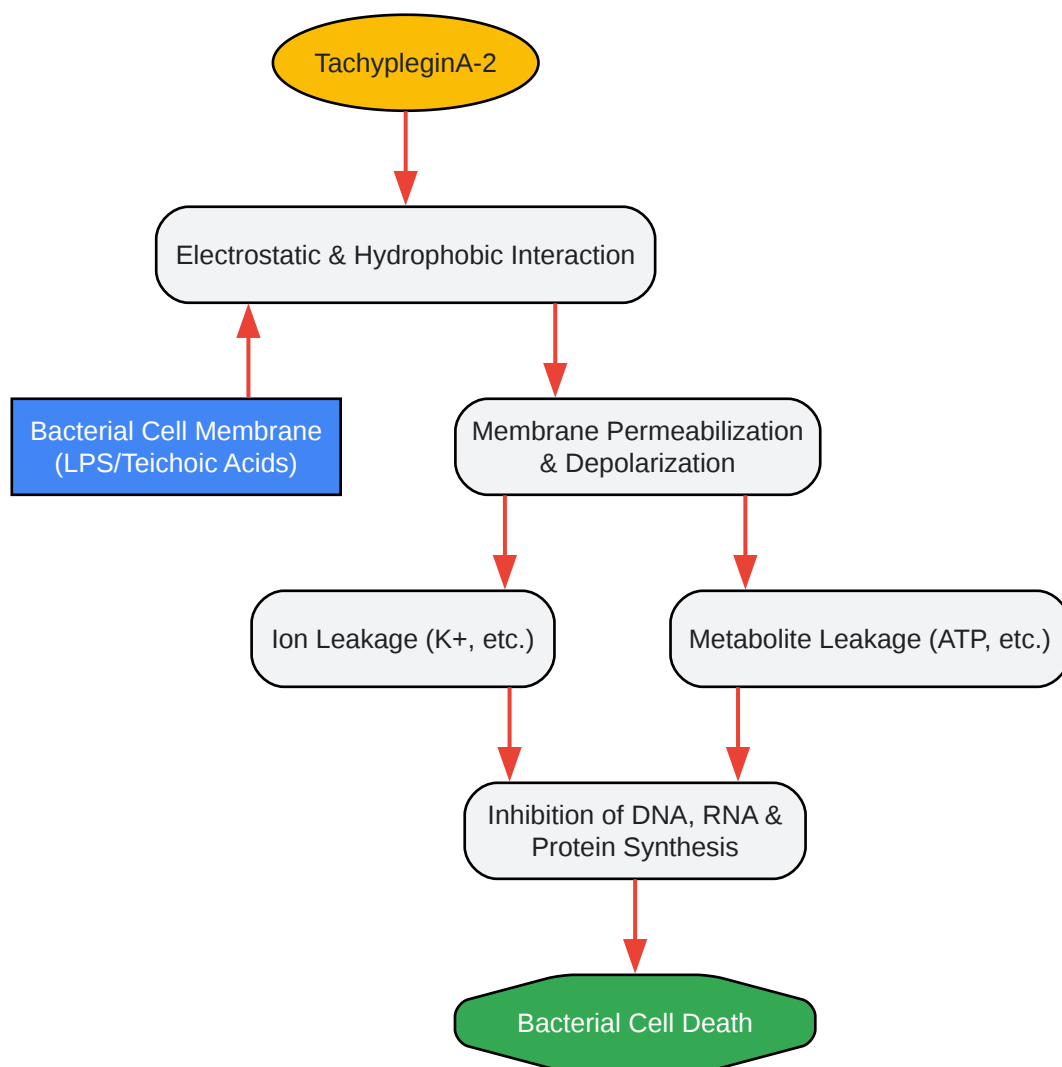 TachypleginA-2
Electrostatic & Hydrophobic Interaction
Bacterial Cell Membrane
(LPS/Teichoic Acids)
Membrane Permeabilization
& Depolarization
Ion Leakage (K+, etc.)
Metabolite Leakage (ATP, etc.)
Inhibition of DNA, RNA &
Protein Synthesis
Bacterial Cell Death